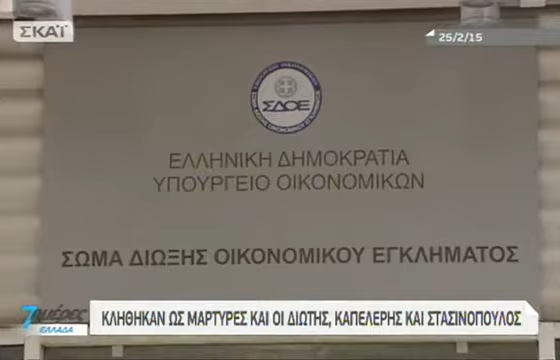 ΣΚΑΪ
25/2/15
ΣΔΟΕ
ΕΛΛΗΝΙΚΗ ΔΗΜΟΚΡΑΤΙΑ
ΥΠΟΥΡΓΕΙΟ ΟΙΚΟΝΟΜΙΚΩΝ
ΣΩΜΑ ΔΙΩΞΗΣ ΟΙΚΟΝΟΜΙΚΟΥ ΕΓΚΛΗΜΑΤΟΣ
7ημέρες
ΕΛΛΑΔΑ
ΚΛΗΘΗΚΑΝ ΩΣ ΜΑΡΤΥΡΕΣ ΚΑΙ ΟΙ ΔΙΩΤΗΣ, ΚΑΠΕΛΕΡΗΣ ΚΑΙ ΣΤΑΣΙΝΟΠΟΥΛΟΣ